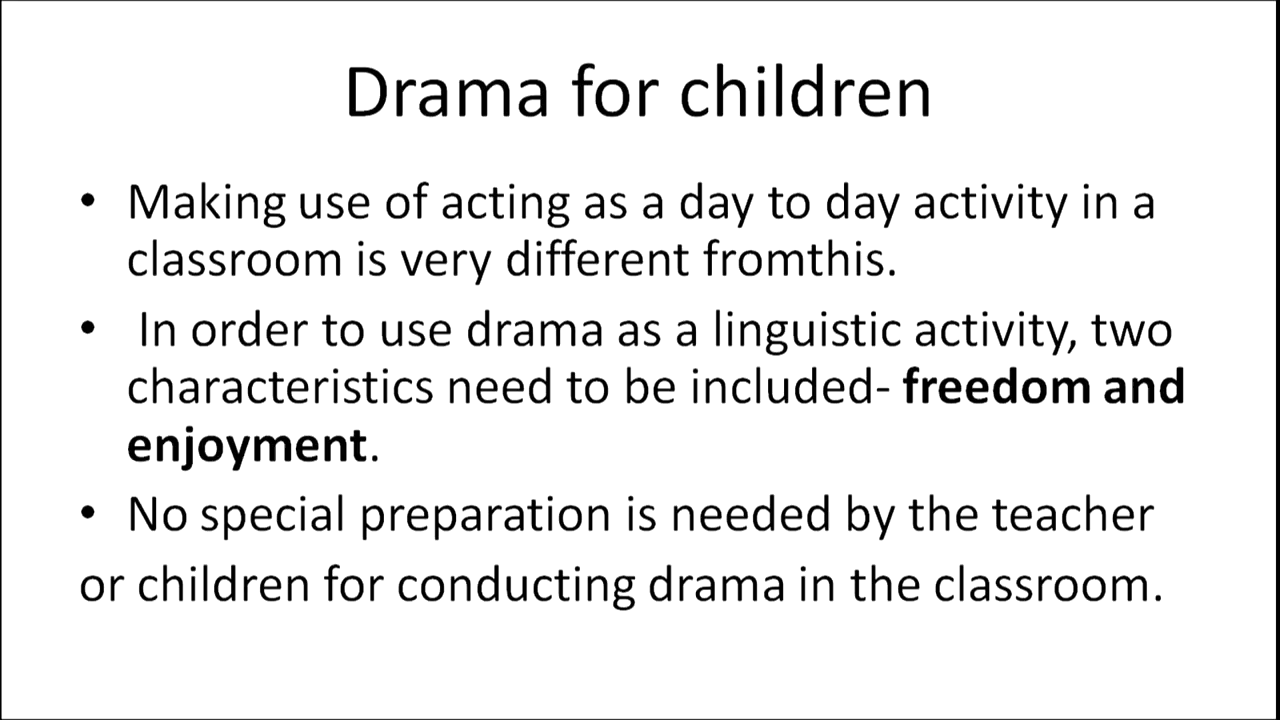 Drama for children
• Making use of acting as a day to day activity in a
classroom is very different fromthis.
• In order to use drama as a linguistic activity, two
characteristics need to be included- freedom and
enjoyment.
• No special preparation is needed by the teacher
or children for conducting drama in the classroom.